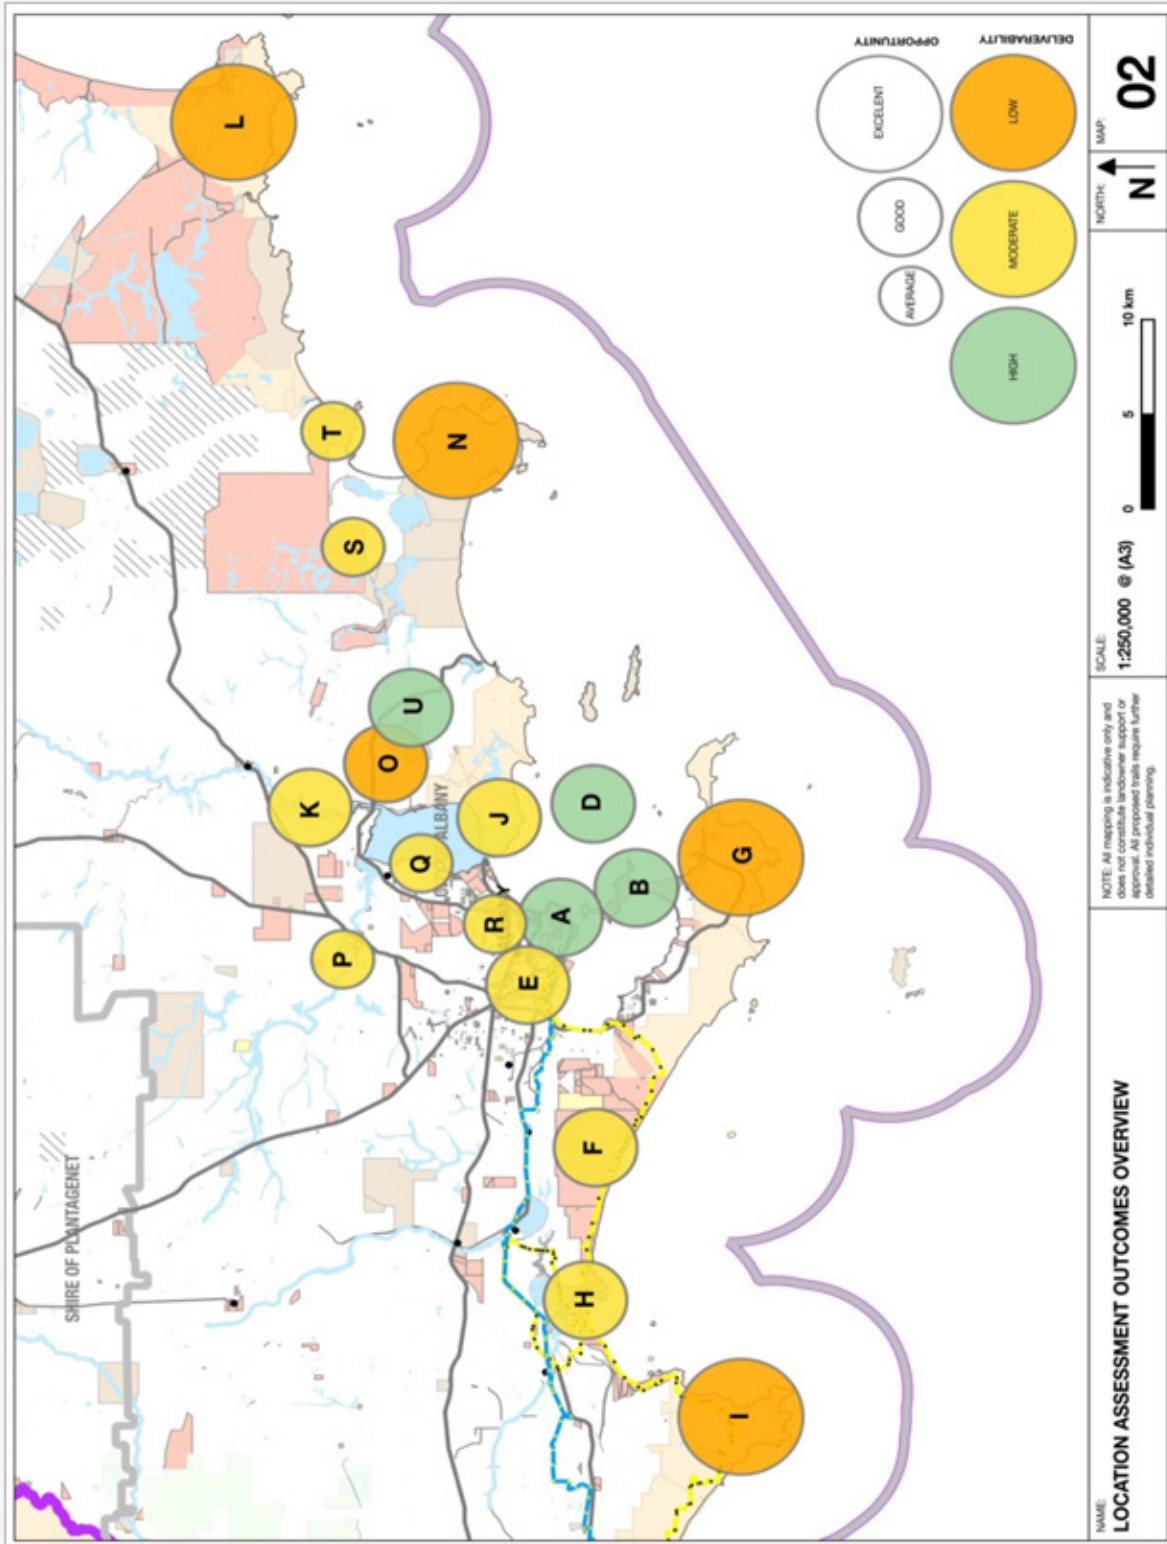 SHIRE OF PLANTAGENET
ALBANY
L
T
N
S
U
O
K
J
D
Q
G
B
A
R
P
E
F
H
I
OPPORTUNITY
EXCELENT
GOOD
AVERAGE
DELIVERABILITY
LOW
MODERATE
HIGH
NAME:
LOCATION ASSESSMENT OUTCOMES OVERVIEW
NOTE: All mapping is indicative only and
does not constitute landowner support or
approval. All proposed trails require further
detailed individual planning.
SCALE:
1:250,000 @ (A3)
0 5 10 km
NORTH:
N
MAP:
02